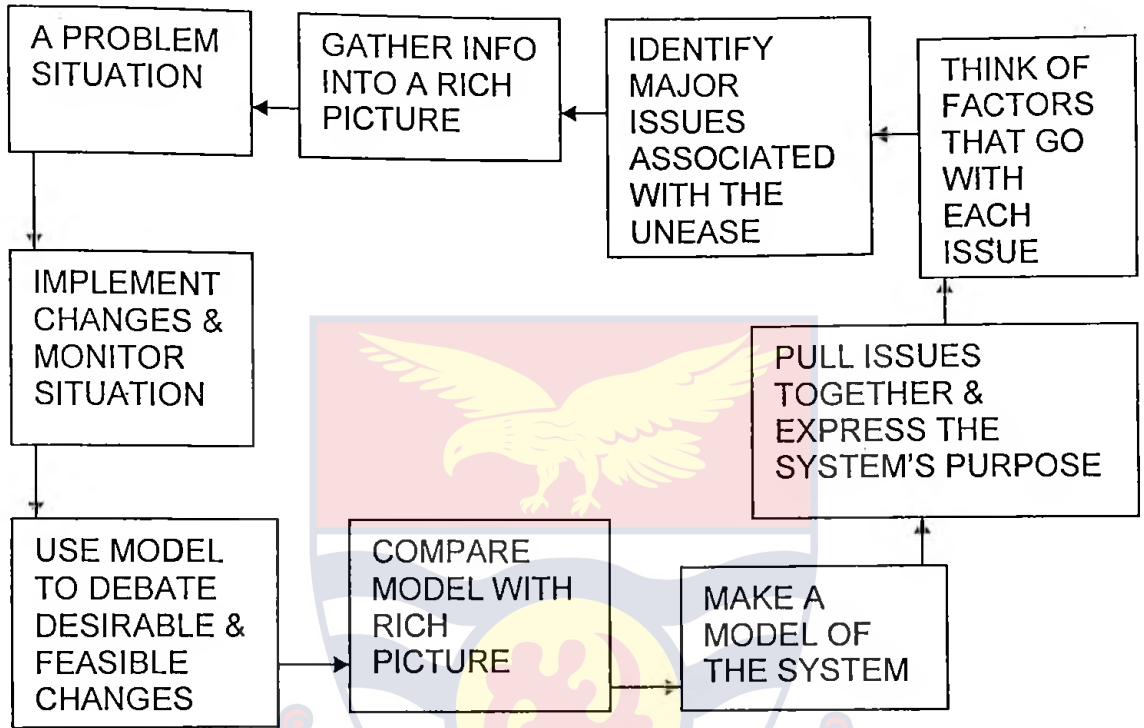 A PROBLEM
SITUATION
GATHER INFO
INTO A RICH
PICTURE
IDENTIFY
MAJOR
ISSUES
ASSOCIATED
WITH THE
UNEASE
THINK OF
FACTORS
THAT GO
WITH
EACH
ISSUE
IMPLEMENT
CHANGES &
MONITOR
SITUATION
PULL ISSUES
TOGETHER &
EXPRESS THE
SYSTEM'S PURPOSE
USE MODEL
TO DEBATE
DESIRABLE &
FEASIBLE
CHANGES
COMPARE
MODEL WITH
RICH
PICTURE
MAKE A
MODEL OF
THE SYSTEM